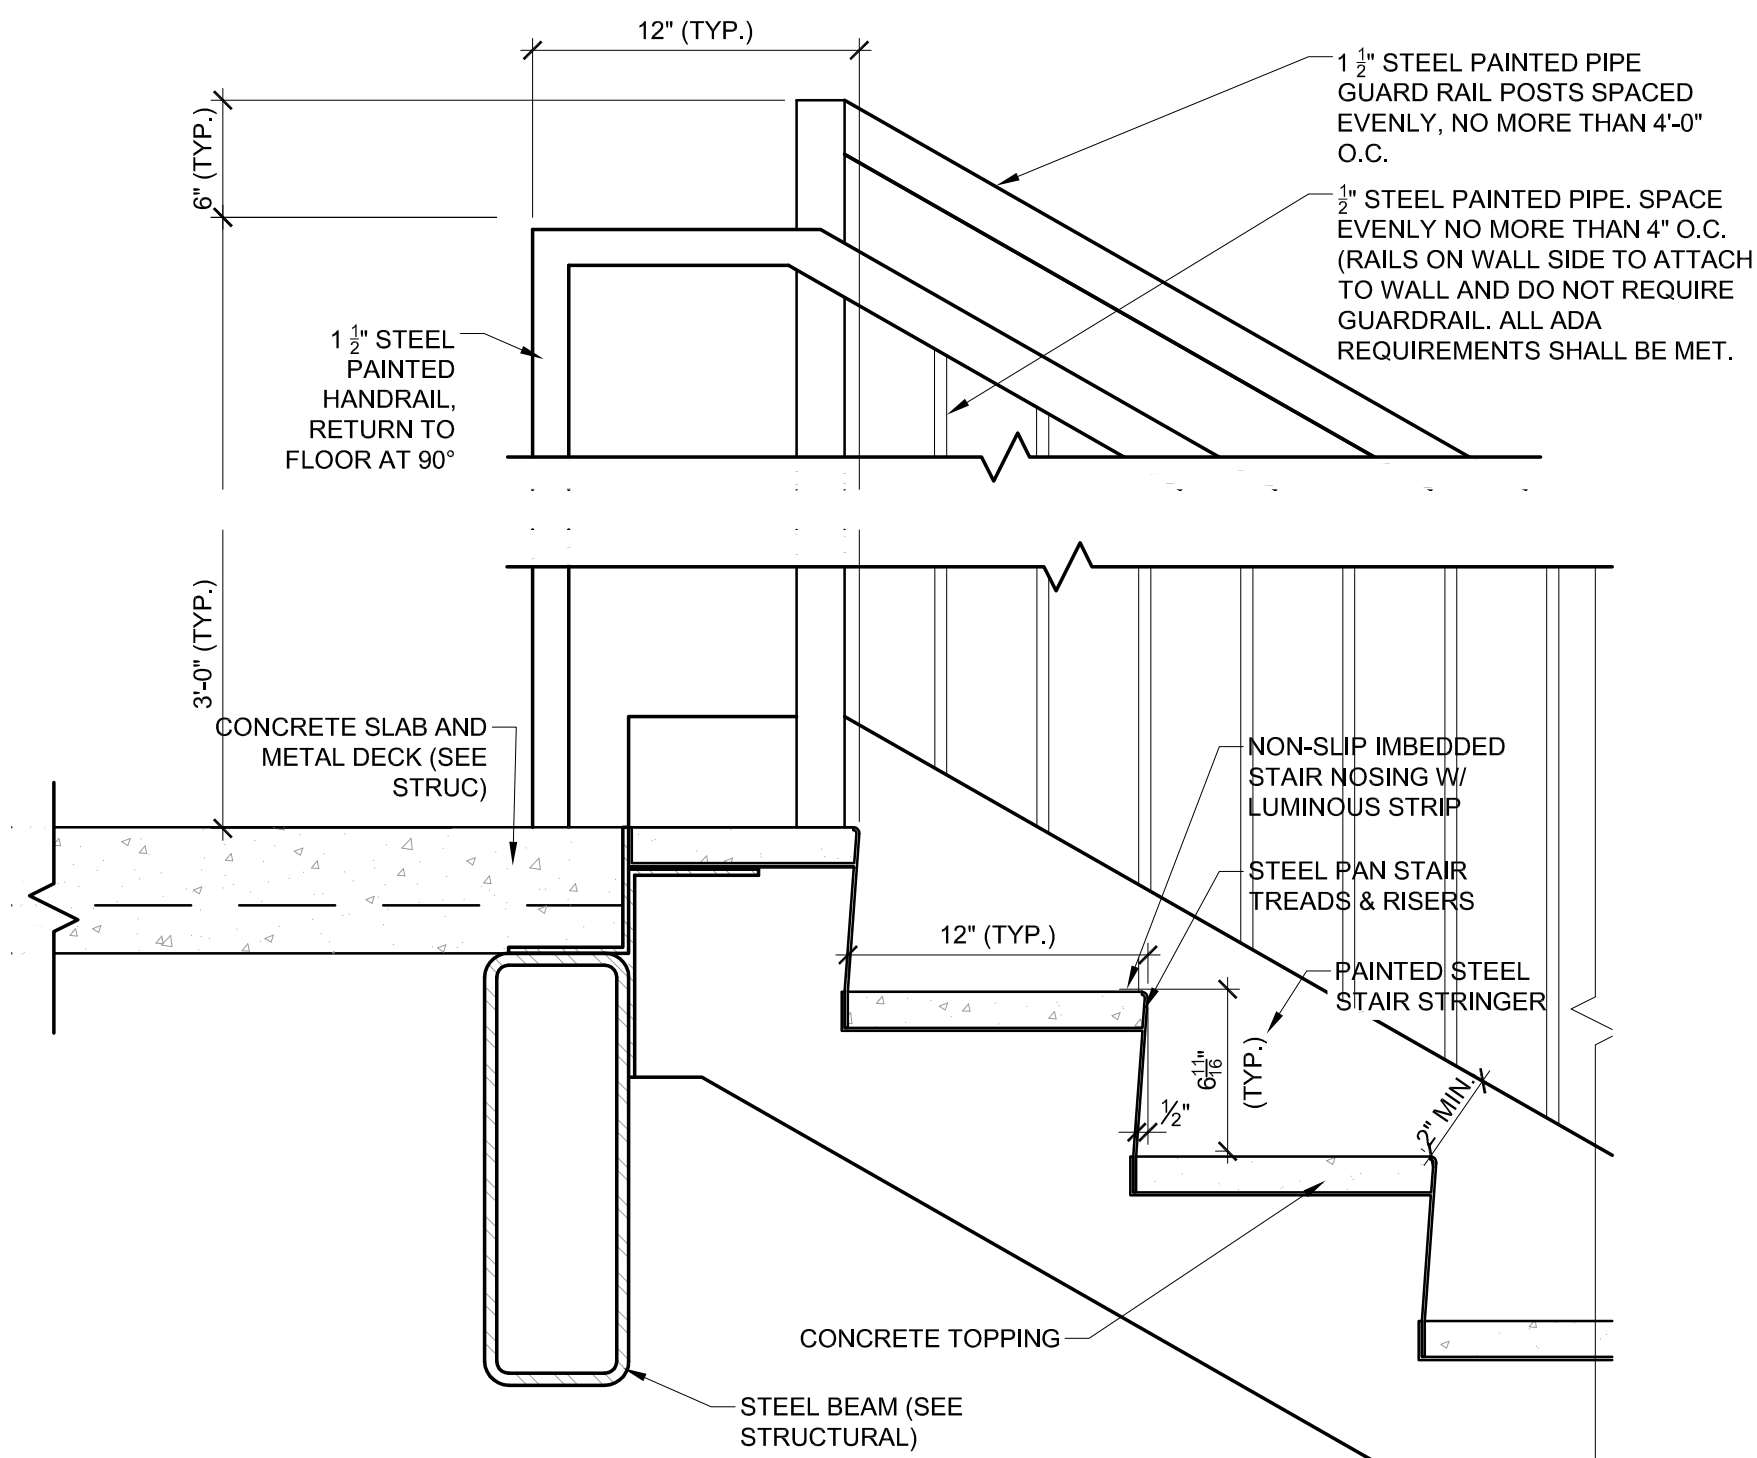 12" (TYP.)
6" (TYP.)
1 1/2" STEEL PAINTED PIPE
GUARD RAIL POSTS SPACED
EVENLY, NO MORE THAN 4'-0"
O.C.
1/2" STEEL PAINTED PIPE. SPACE
EVENLY NO MORE THAN 4" O.C.
(RAILS ON WALL SIDE TO ATTACH
TO WALL AND DO NOT REQUIRE
GUARDRAIL. ALL ADA
REQUIREMENTS SHALL BE MET.
1 1/2" STEEL
PAINTED
HANDRAIL,
RETURN TO
FLOOR AT 90°
3'-0" (TYP.)
CONCRETE SLAB AND
METAL DECK (SEE
STRUC)
NON-SLIP IMBEDDED
STAIR NOSING W/
LUMINOUS STRIP
STEEL PAN STAIR
TREADS & RISERS
12" (TYP.)
PAINTED STEEL
STAIR STRINGER
6 11/16"
(TYP.)
1/2"
2" MIN.
CONCRETE TOPPING
STEEL BEAM (SEE
STRUCTURAL)